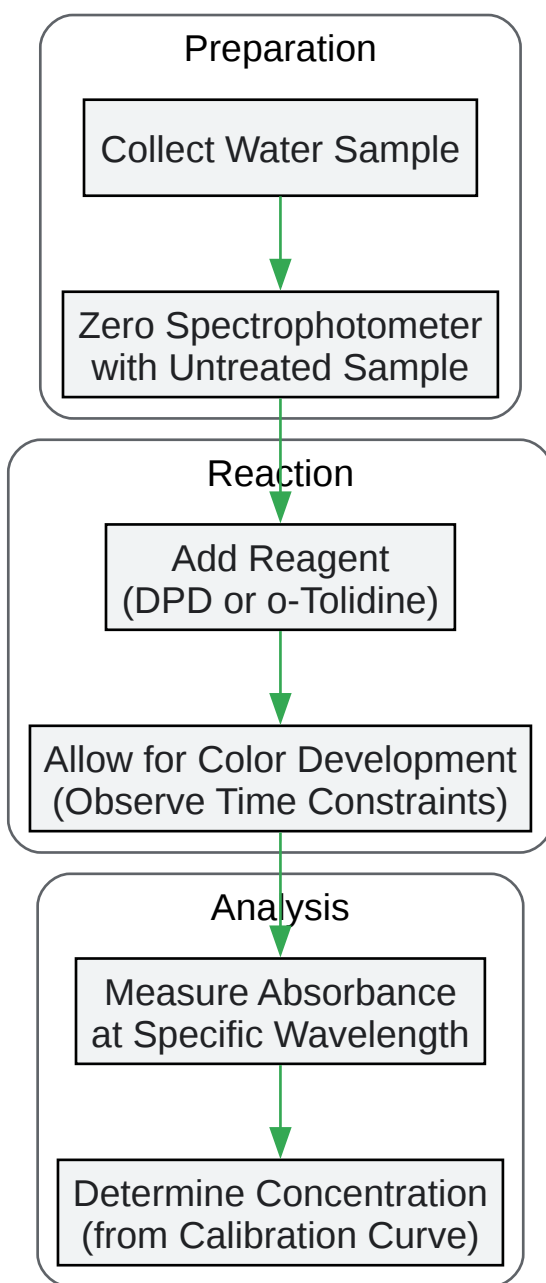 Preparation
Collect Water Sample
Zero Spectrophotometer
with Untreated Sample
Reaction
Add Reagent
(DPD or o-Tolidine)
Allow for Color Development
(Observe Time Constraints)
Analysis
Measure Absorbance
at Specific Wavelength
Determine Concentration
(from Calibration Curve)